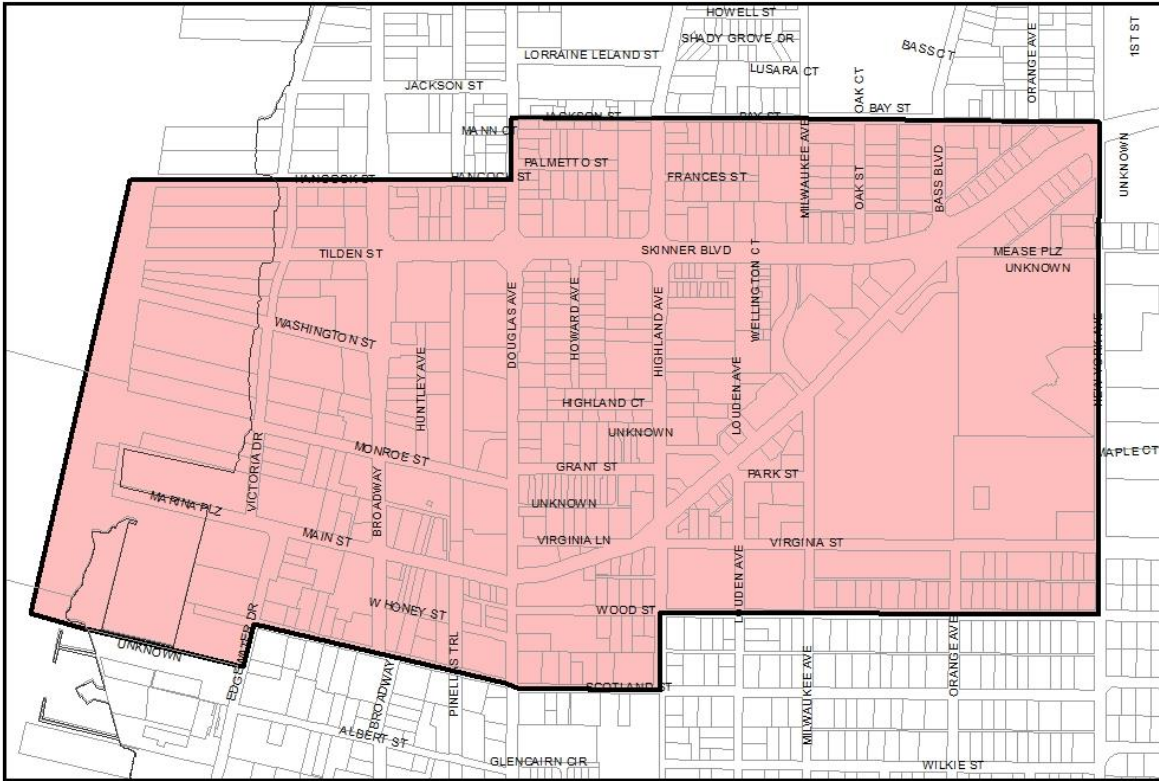 HOWELL ST
SHADY GROVE DR
1ST ST
ORANGE AVE
BASS CT
LORRAINE LELAND ST
LUSARA CT
OAK CT
JACKSON ST
BAY ST
JACKSON ST
BAY ST
MANN CT
MILWAUKEE AVE
UNKNOWN
PALMETTO ST
FRANCES ST
OAK ST
BASS BLVD
HANCOCK ST
HANCOCK ST
TILDEN ST
SKINNER BLVD
MEASE PLZ
UNKNOWN
WELLINGTON CT
DOUGLAS AVE
HOWARD AVE
HIGHLAND AVE
WASHINGTON ST
NEW YORK AVE
HUNTLEY AVE
LOUDEN AVE
HIGHLAND CT
UNKNOWN
VICTORIA DR
MONROE ST
MAPLE CT
GRANT ST
PARK ST
BROADWAY
MARINA PLZ
UNKNOWN
MAIN ST
VIRGINIA LN
VIRGINIA ST
LOUDEN AVE
W HONEY ST
WOOD ST
EDGEWATER DR
UNKNOWN
PINELLAS TRL
ORANGE AVE
BROADWAY
SCOTLAND ST
MILWAUKEE AVE
ALBERT ST
GLENCAIRN CIR
WILKIE ST